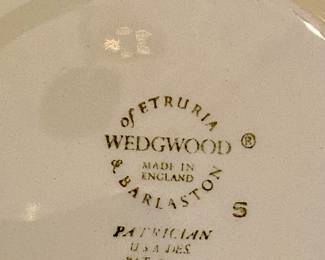 of ETRURIA
WEDGWOOD ®
MADE IN
ENGLAND
& BARLASTON
S
PATRICIAN
U.S.A. DES.